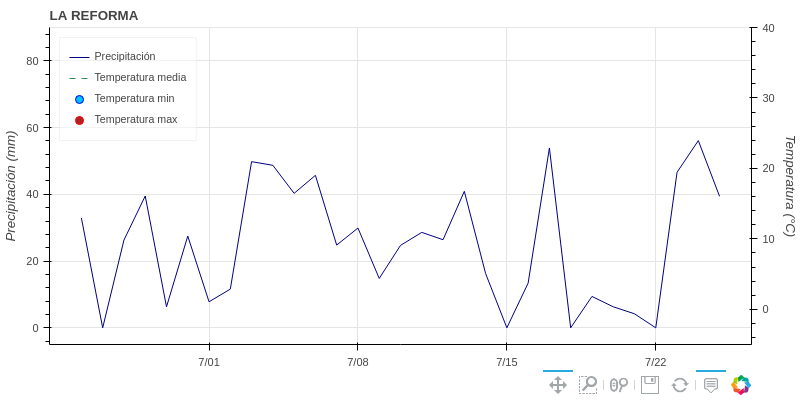 LA REFORMA
Precipitación
Temperatura media
Temperatura min
Temperatura max
Precipitación (mm)
80
60
40
20
0
Temperatura (°C)
40
30
20
10
0
7/01
7/08
7/15
7/22